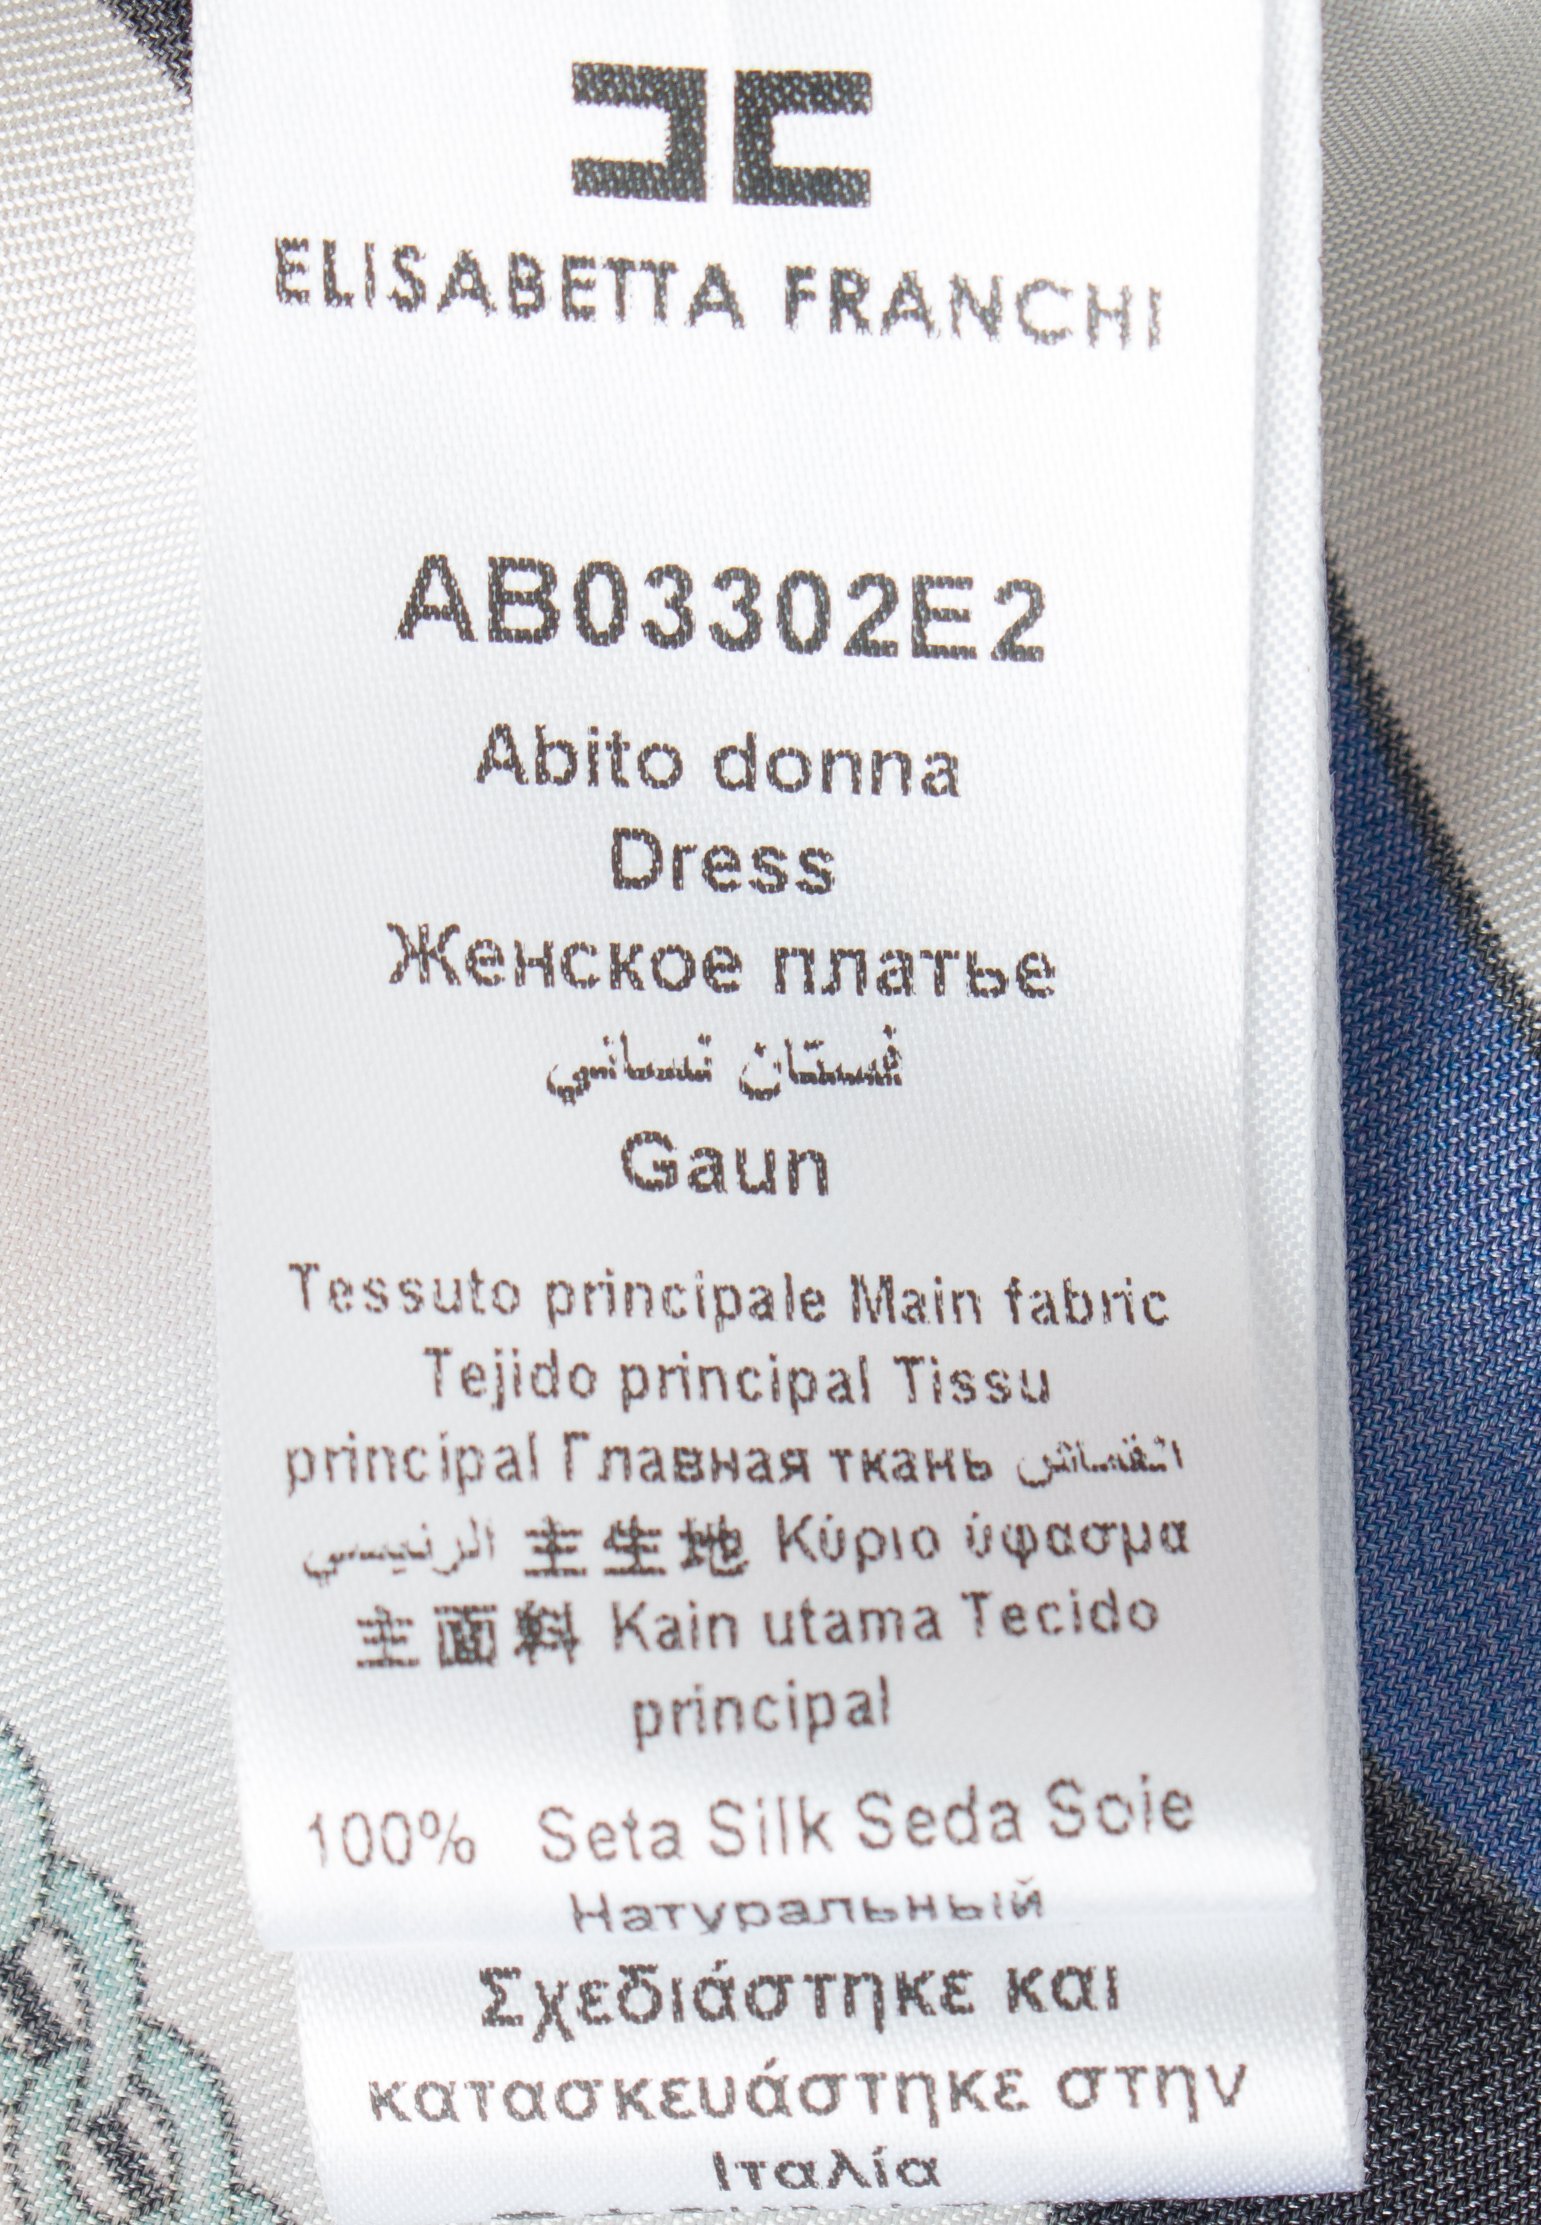 ELISABETTA FRANCHI
AB03302E2
Abito donna
Dress
Женское платье
فستان نسائي
Gaun
Tessuto principale Main fabric
Tejido principal Tissu
principal Главная ткань القماش
الرئيسي 主生地 Κύριο ύφασμα
主面料 Kain utama Tecido
principal
100% Seta Silk Seda Soie
Натуральный
Σχεδιάστηκε και
κατασκευάστηκε στην
Ιταλία